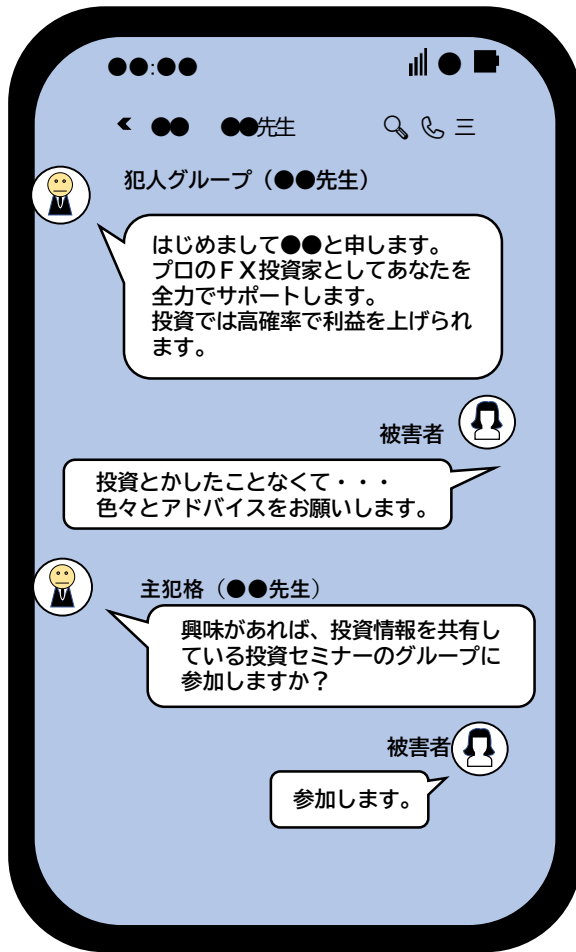 ●●:●●
●● ●●先生
犯人グループ（●●先生）
はじめまして●●と申します。
プロのＦＸ投資家としてあなたを
全力でサポートします。
投資では高確率で利益を上げられ
ます。
被害者
投資とかしたことなくて・・・
色々とアドバイスをお願いします。
主犯格（●●先生）
興味があれば、投資情報を共有し
ている投資セミナーのグループに
参加しますか？
被害者
参加します。